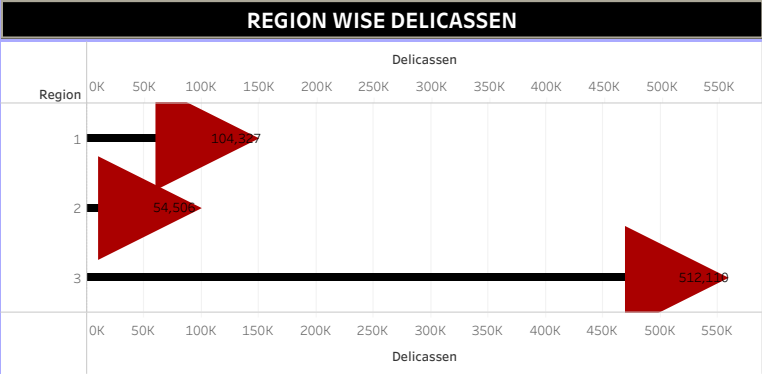 REGION WISE DELICASSEN
Delicassen
Region
0K 50K 100K 150K 200K 250K 300K 350K 400K 450K 500K 550K
1 104,327
2 54,506
3 512,110
0K 50K 100K 150K 200K 250K 300K 350K 400K 450K 500K 550K
Delicassen